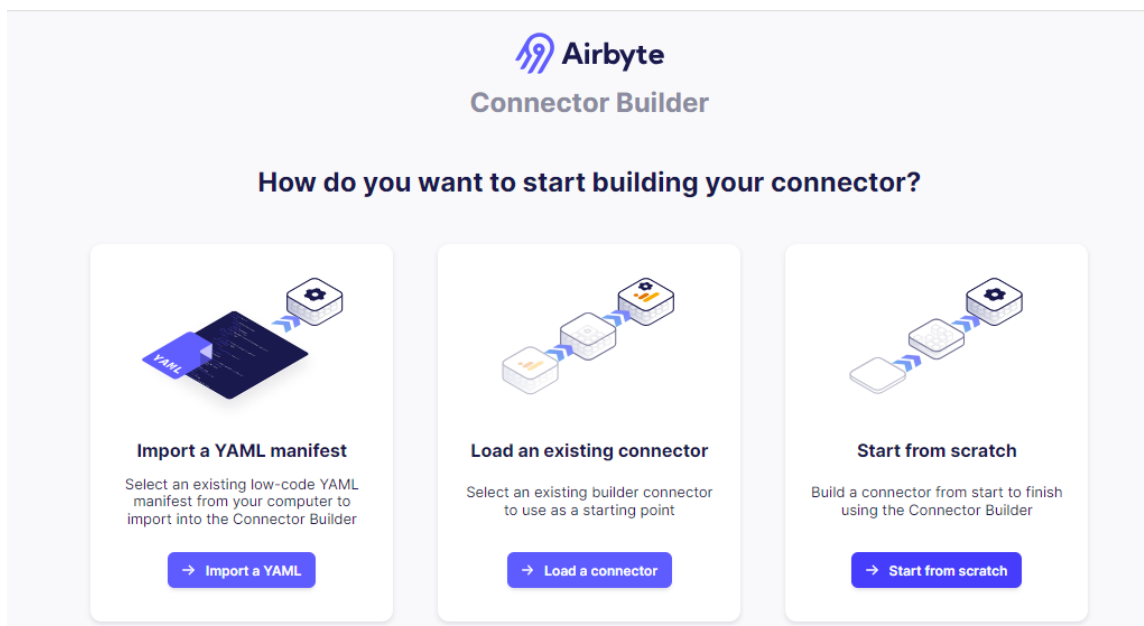 Airbyte
Connector Builder
How do you want to start building your connector?
YAML
Import a YAML manifest
Select an existing low-code YAML
manifest from your computer to
import into the Connector Builder
→ Import a YAML
Load an existing connector
Select an existing builder connector
to use as a starting point
→ Load a connector
Start from scratch
Build a connector from start to finish
using the Connector Builder
→ Start from scratch